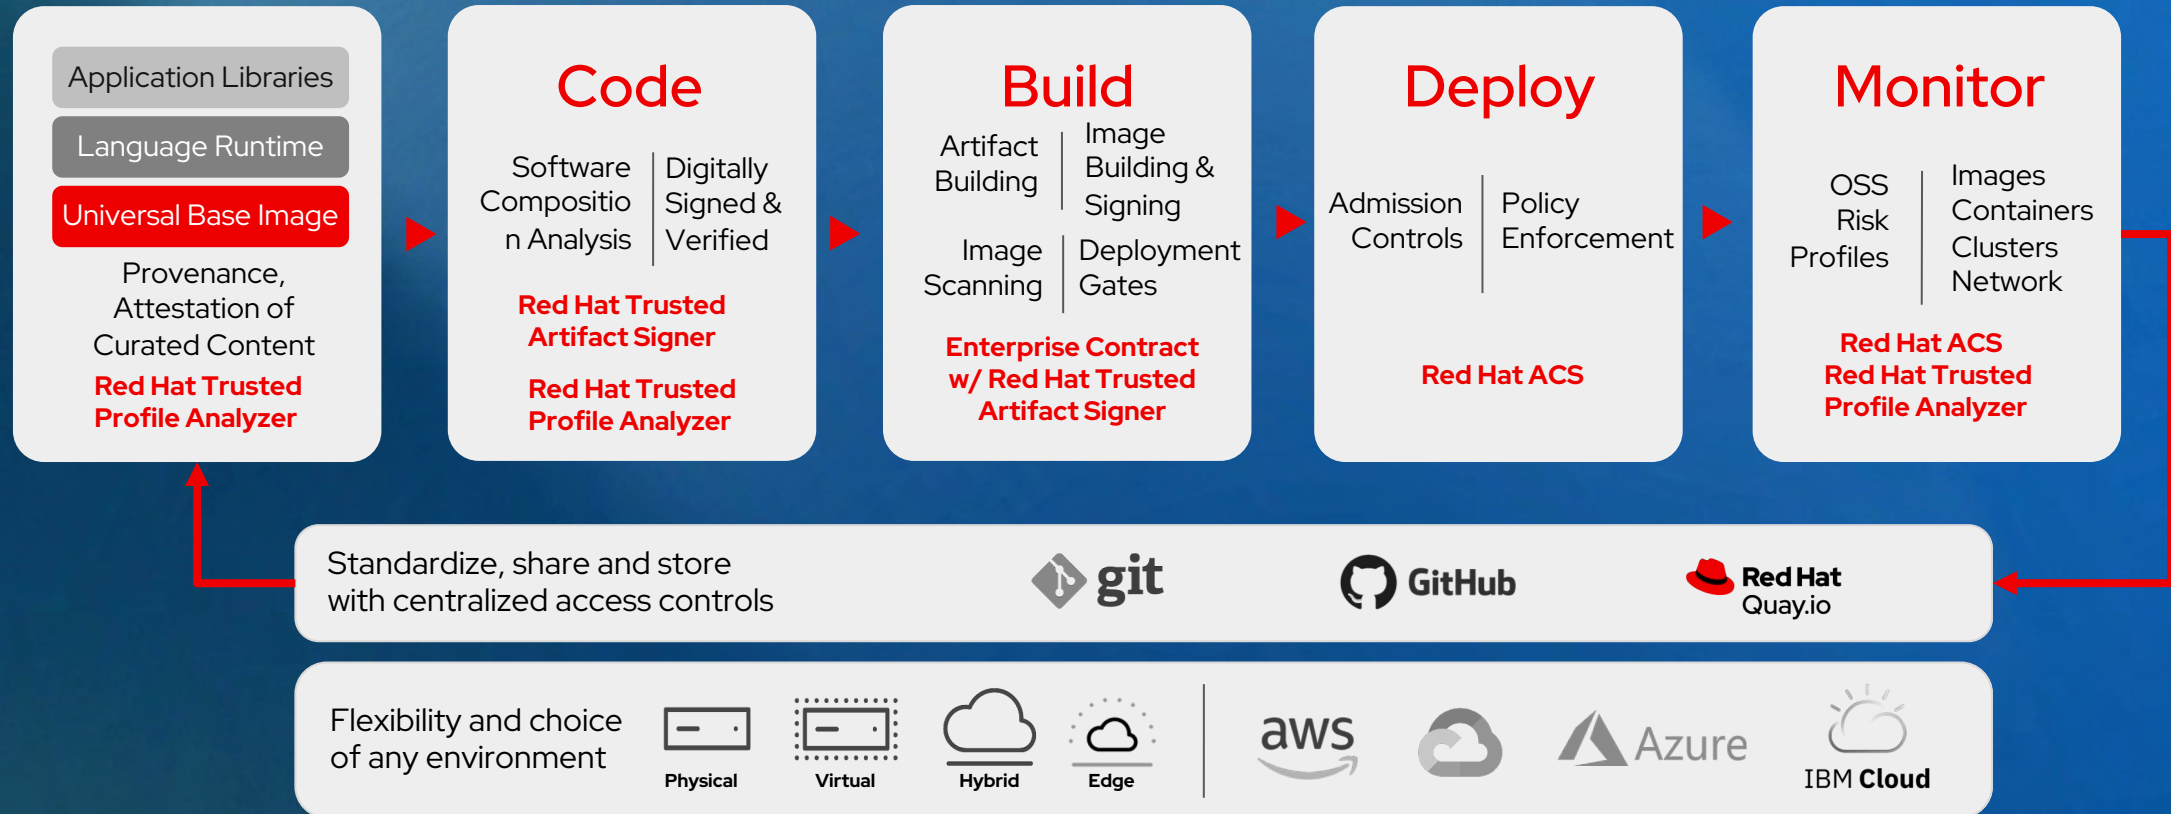 Application Libraries
Language Runtime
Universal Base Image
Provenance,
Attestation of
Curated Content
Red Hat Trusted
Profile Analyzer
Code
Software
Compositio
n Analysis
Digitally
Signed &
Verified
Red Hat Trusted
Artifact Signer
Red Hat Trusted
Profile Analyzer
Build
Artifact
Building
Image
Building &
Signing
Image
Scanning
Deployment
Gates
Enterprise Contract
w/ Red Hat Trusted
Artifact Signer
Deploy
Admission
Controls
Policy
Enforcement
Red Hat ACS
Monitor
OSS
Risk
Profiles
Images
Containers
Clusters
Network
Red Hat ACS
Red Hat Trusted
Profile Analyzer
Standardize, share and store
with centralized access controls
git
GitHub
Red Hat
Quay.io
Flexibility and choice
of any environment
Physical
Virtual
Hybrid
Edge
aws
Azure
IBM Cloud